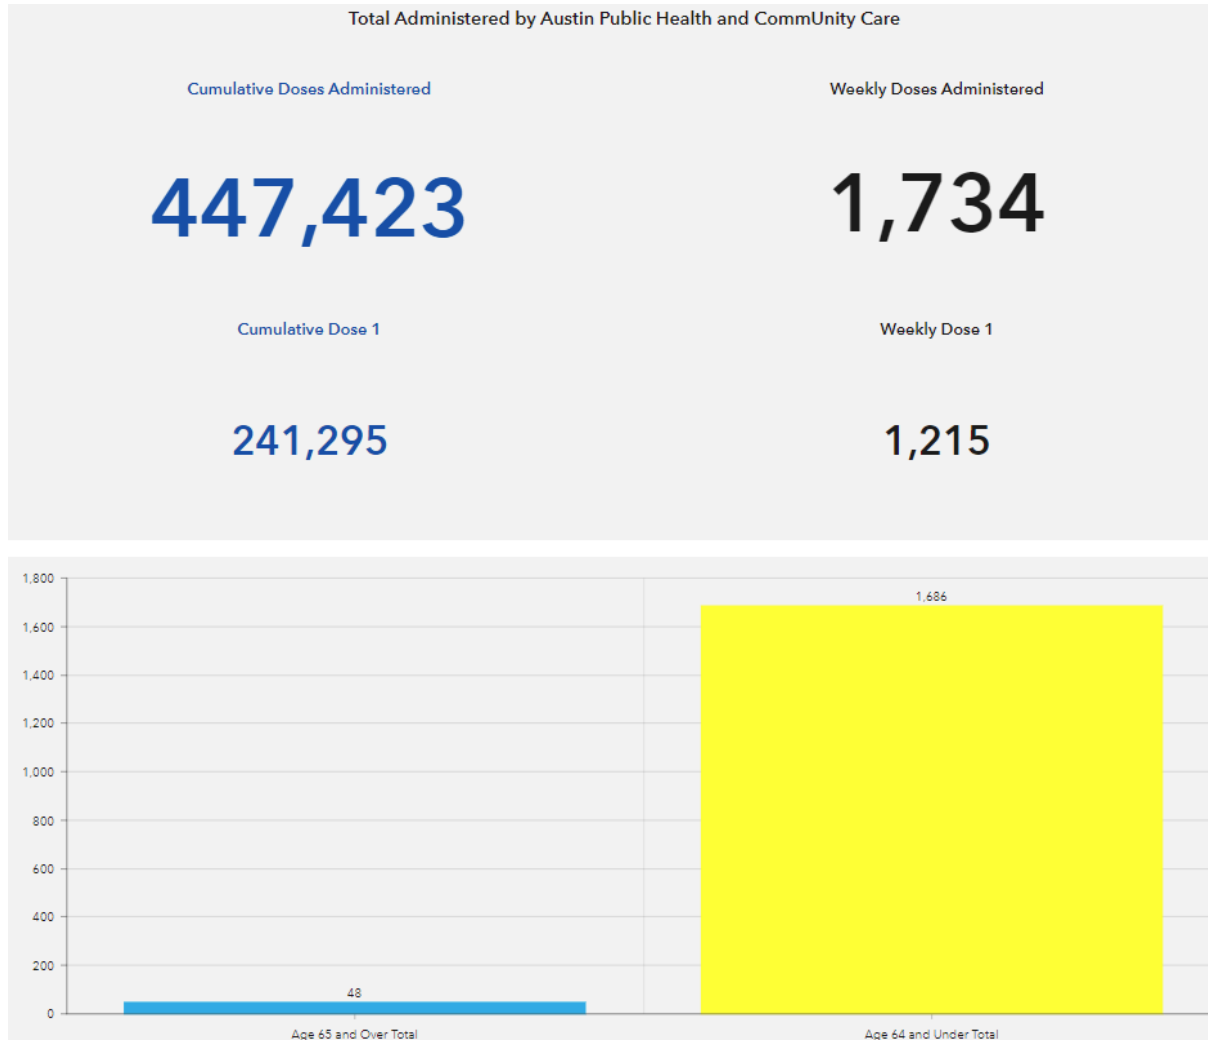 Total Administered by Austin Public Health and CommUnity Care
Cumulative Doses Administered
Weekly Doses Administered
447,423
1,734
Cumulative Dose 1
Weekly Dose 1
241,295
1,215
1,800
1,600
1,400
1,200
1,000
800
600
400
200
0
48
1,686
Age 65 and Over Total
Age 64 and Under Total